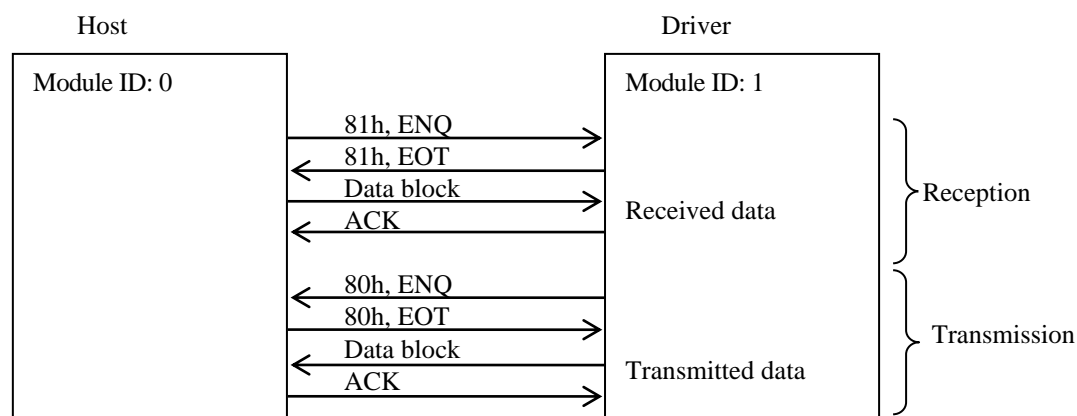 Host
Driver
Module ID: 0
Module ID: 1
81h, ENQ
81h, EOT
Data block
Received data
ACK
Reception
80h, ENQ
80h, EOT
Data block
Transmitted data
ACK
Transmission